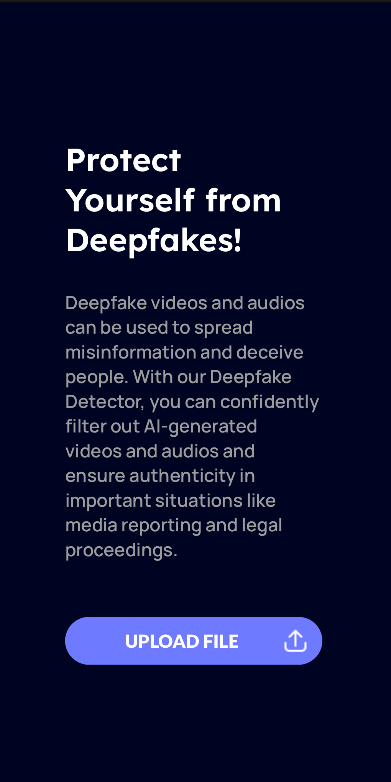 Protect
Yourself from
Deepfakes!
Deepfake videos and audios
can be used to spread
misinformation and deceive
people. With our Deepfake
Detector, you can confidently
filter out AI-generated
videos and audios and
ensure authenticity in
important situations like
media reporting and legal
proceedings.
UPLOAD FILE